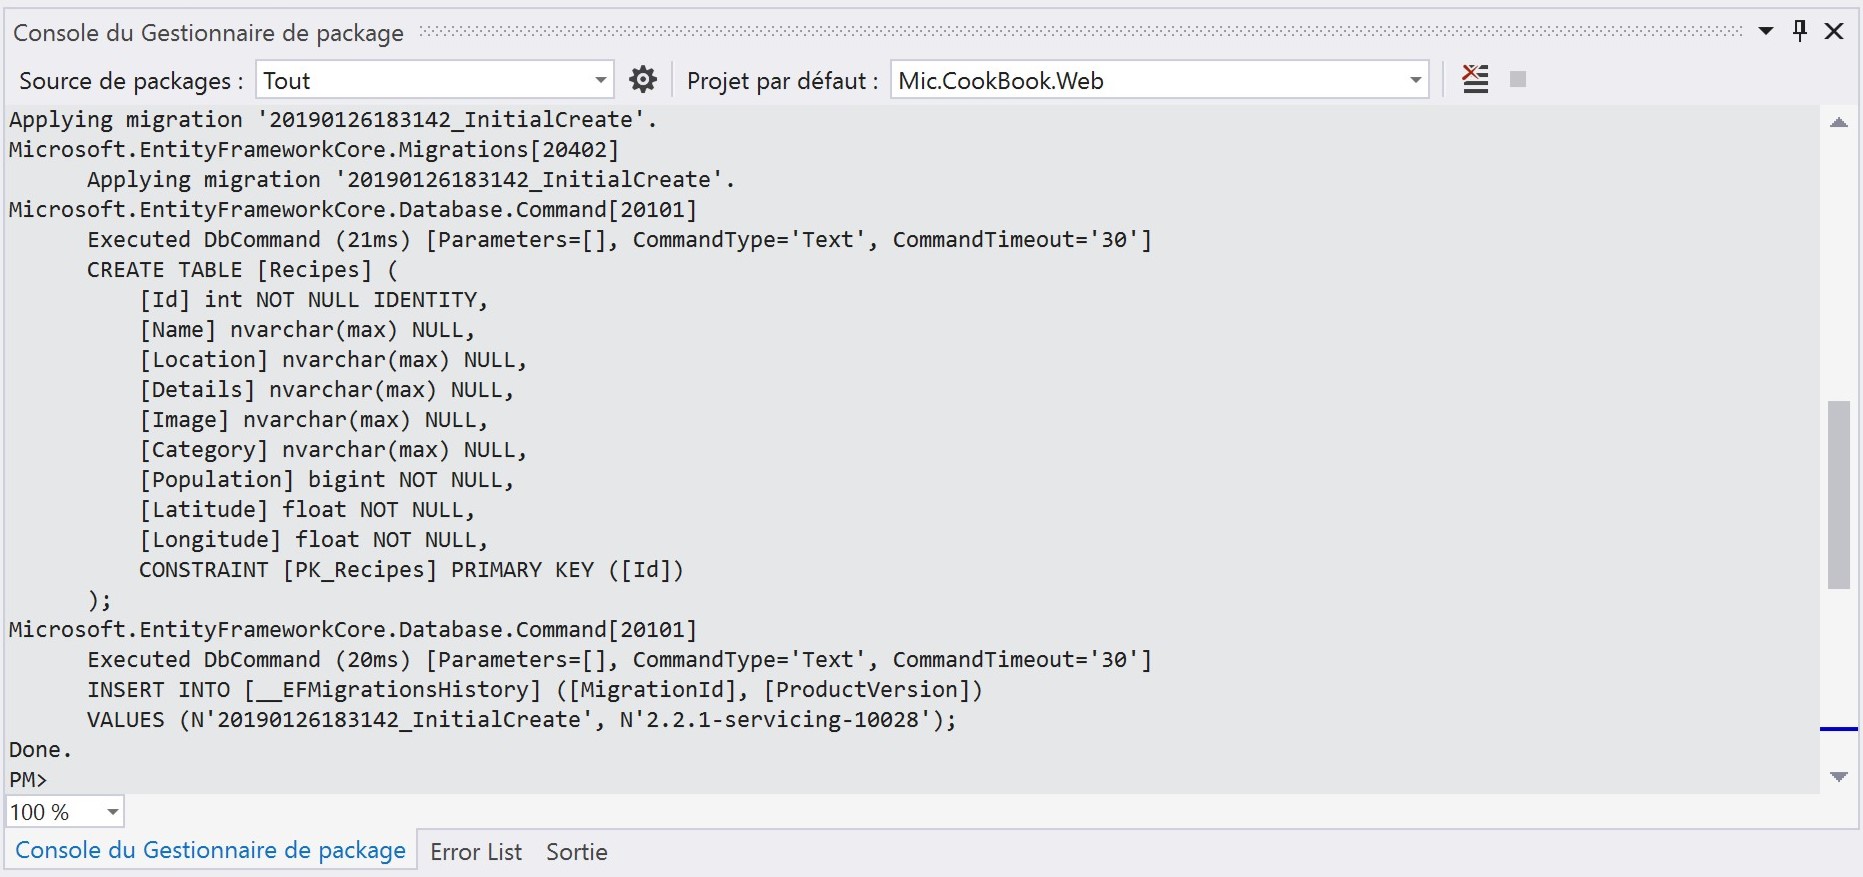 Console du Gestionnaire de package
Source de packages : Tout Projet par défaut : Mic.CookBook.Web
Applying migration '20190126183142_InitialCreate'.
Microsoft.EntityFrameworkCore.Migrations[20402]
      Applying migration '20190126183142_InitialCreate'.
Microsoft.EntityFrameworkCore.Database.Command[20101]
      Executed DbCommand (21ms) [Parameters=[], CommandType='Text', CommandTimeout='30']
      CREATE TABLE [Recipes] (
          [Id] int NOT NULL IDENTITY,
          [Name] nvarchar(max) NULL,
          [Location] nvarchar(max) NULL,
          [Details] nvarchar(max) NULL,
          [Image] nvarchar(max) NULL,
          [Category] nvarchar(max) NULL,
          [Population] bigint NOT NULL,
          [Latitude] float NOT NULL,
          [Longitude] float NOT NULL,
          CONSTRAINT [PK_Recipes] PRIMARY KEY ([Id])
      );
Microsoft.EntityFrameworkCore.Database.Command[20101]
      Executed DbCommand (20ms) [Parameters=[], CommandType='Text', CommandTimeout='30']
      INSERT INTO [__EFMigrationsHistory] ([MigrationId], [ProductVersion])
      VALUES (N'20190126183142_InitialCreate', N'2.2.1-servicing-10028');
Done.
PM>
100 %
Console du Gestionnaire de package Error List Sortie